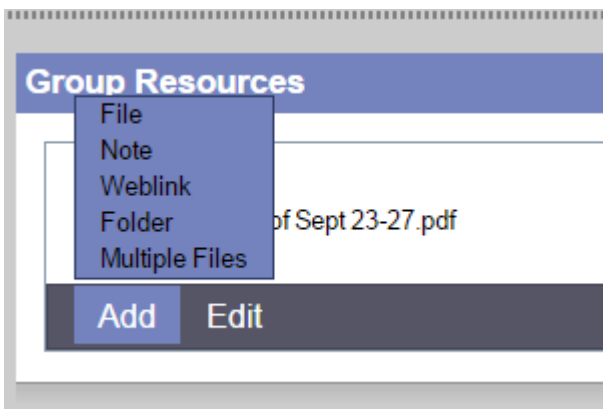 Group Resources
File
Note
Weblink
Folder
of Sept 23-27.pdf
Multiple Files
Add Edit